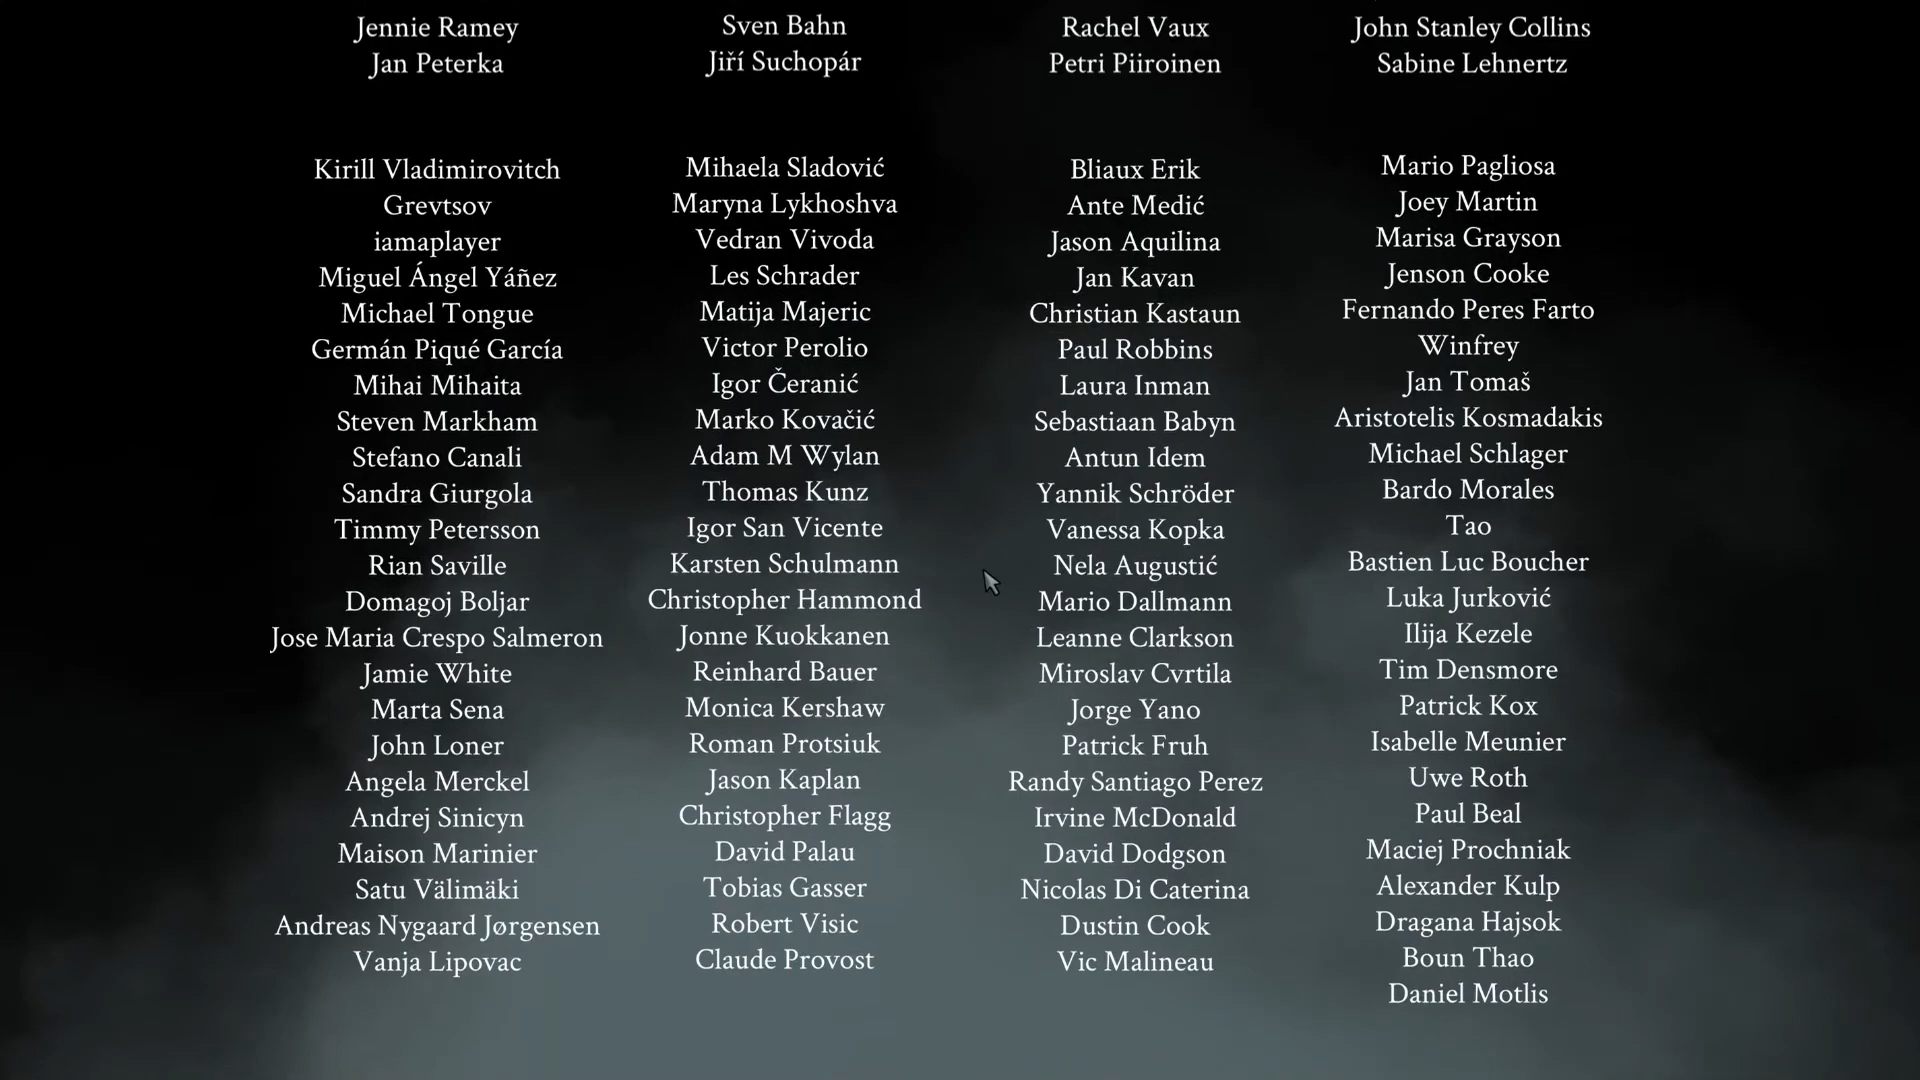 Jennie Ramey
Jan Peterka
Sven Bahn
Jiří Suchopár
Rachel Vaux
Petri Piiroinen
John Stanley Collins
Sabine Lehnertz
Kirill Vladimirovitch
Grevtsov
iamaplayer
Miguel Ángel Yáñez
Michael Tongue
Germán Piqué García
Mihai Mihaita
Steven Markham
Stefano Canali
Sandra Giurgola
Timmy Petersson
Rian Saville
Domagoj Boljar
Jose Maria Crespo Salmeron
Jamie White
Marta Sena
John Loner
Angela Merckel
Andrej Sinicyn
Maison Marinier
Satu Välimäki
Andreas Nygaard Jørgensen
Vanja Lipovac
Mihaela Sladović
Maryna Lykhoshva
Vedran Vivoda
Les Schrader
Matija Majeric
Victor Perolio
Igor Čeranić
Marko Kovačić
Adam M Wylan
Thomas Kunz
Igor San Vicente
Karsten Schulmann
Christopher Hammond
Jonne Kuokkanen
Reinhard Bauer
Monica Kershaw
Roman Protsiuk
Jason Kaplan
Christopher Flagg
David Palau
Tobias Gasser
Robert Visic
Claude Provost
Bliaux Erik
Ante Medić
Jason Aquilina
Jan Kavan
Christian Kastaun
Paul Robbins
Laura Inman
Sebastiaan Babyn
Antun Idem
Yannik Schröder
Vanessa Kopka
Nela Augustić
Mario Dallmann
Leanne Clarkson
Miroslav Cvrtila
Jorge Yano
Patrick Fruh
Randy Santiago Perez
Irvine McDonald
David Dodgson
Nicolas Di Caterina
Dustin Cook
Vic Malineau
Mario Pagliosa
Joey Martin
Marisa Grayson
Jenson Cooke
Fernando Peres Farto
Winfrey
Jan Tomaš
Aristotelis Kosmadakis
Michael Schlager
Bardo Morales
Tao
Bastien Luc Boucher
Luka Jurković
Ilija Kezele
Tim Densmore
Patrick Kox
Isabelle Meunier
Uwe Roth
Paul Beal
Maciej Prochniak
Alexander Kulp
Dragana Hajsok
Boun Thao
Daniel Motlis